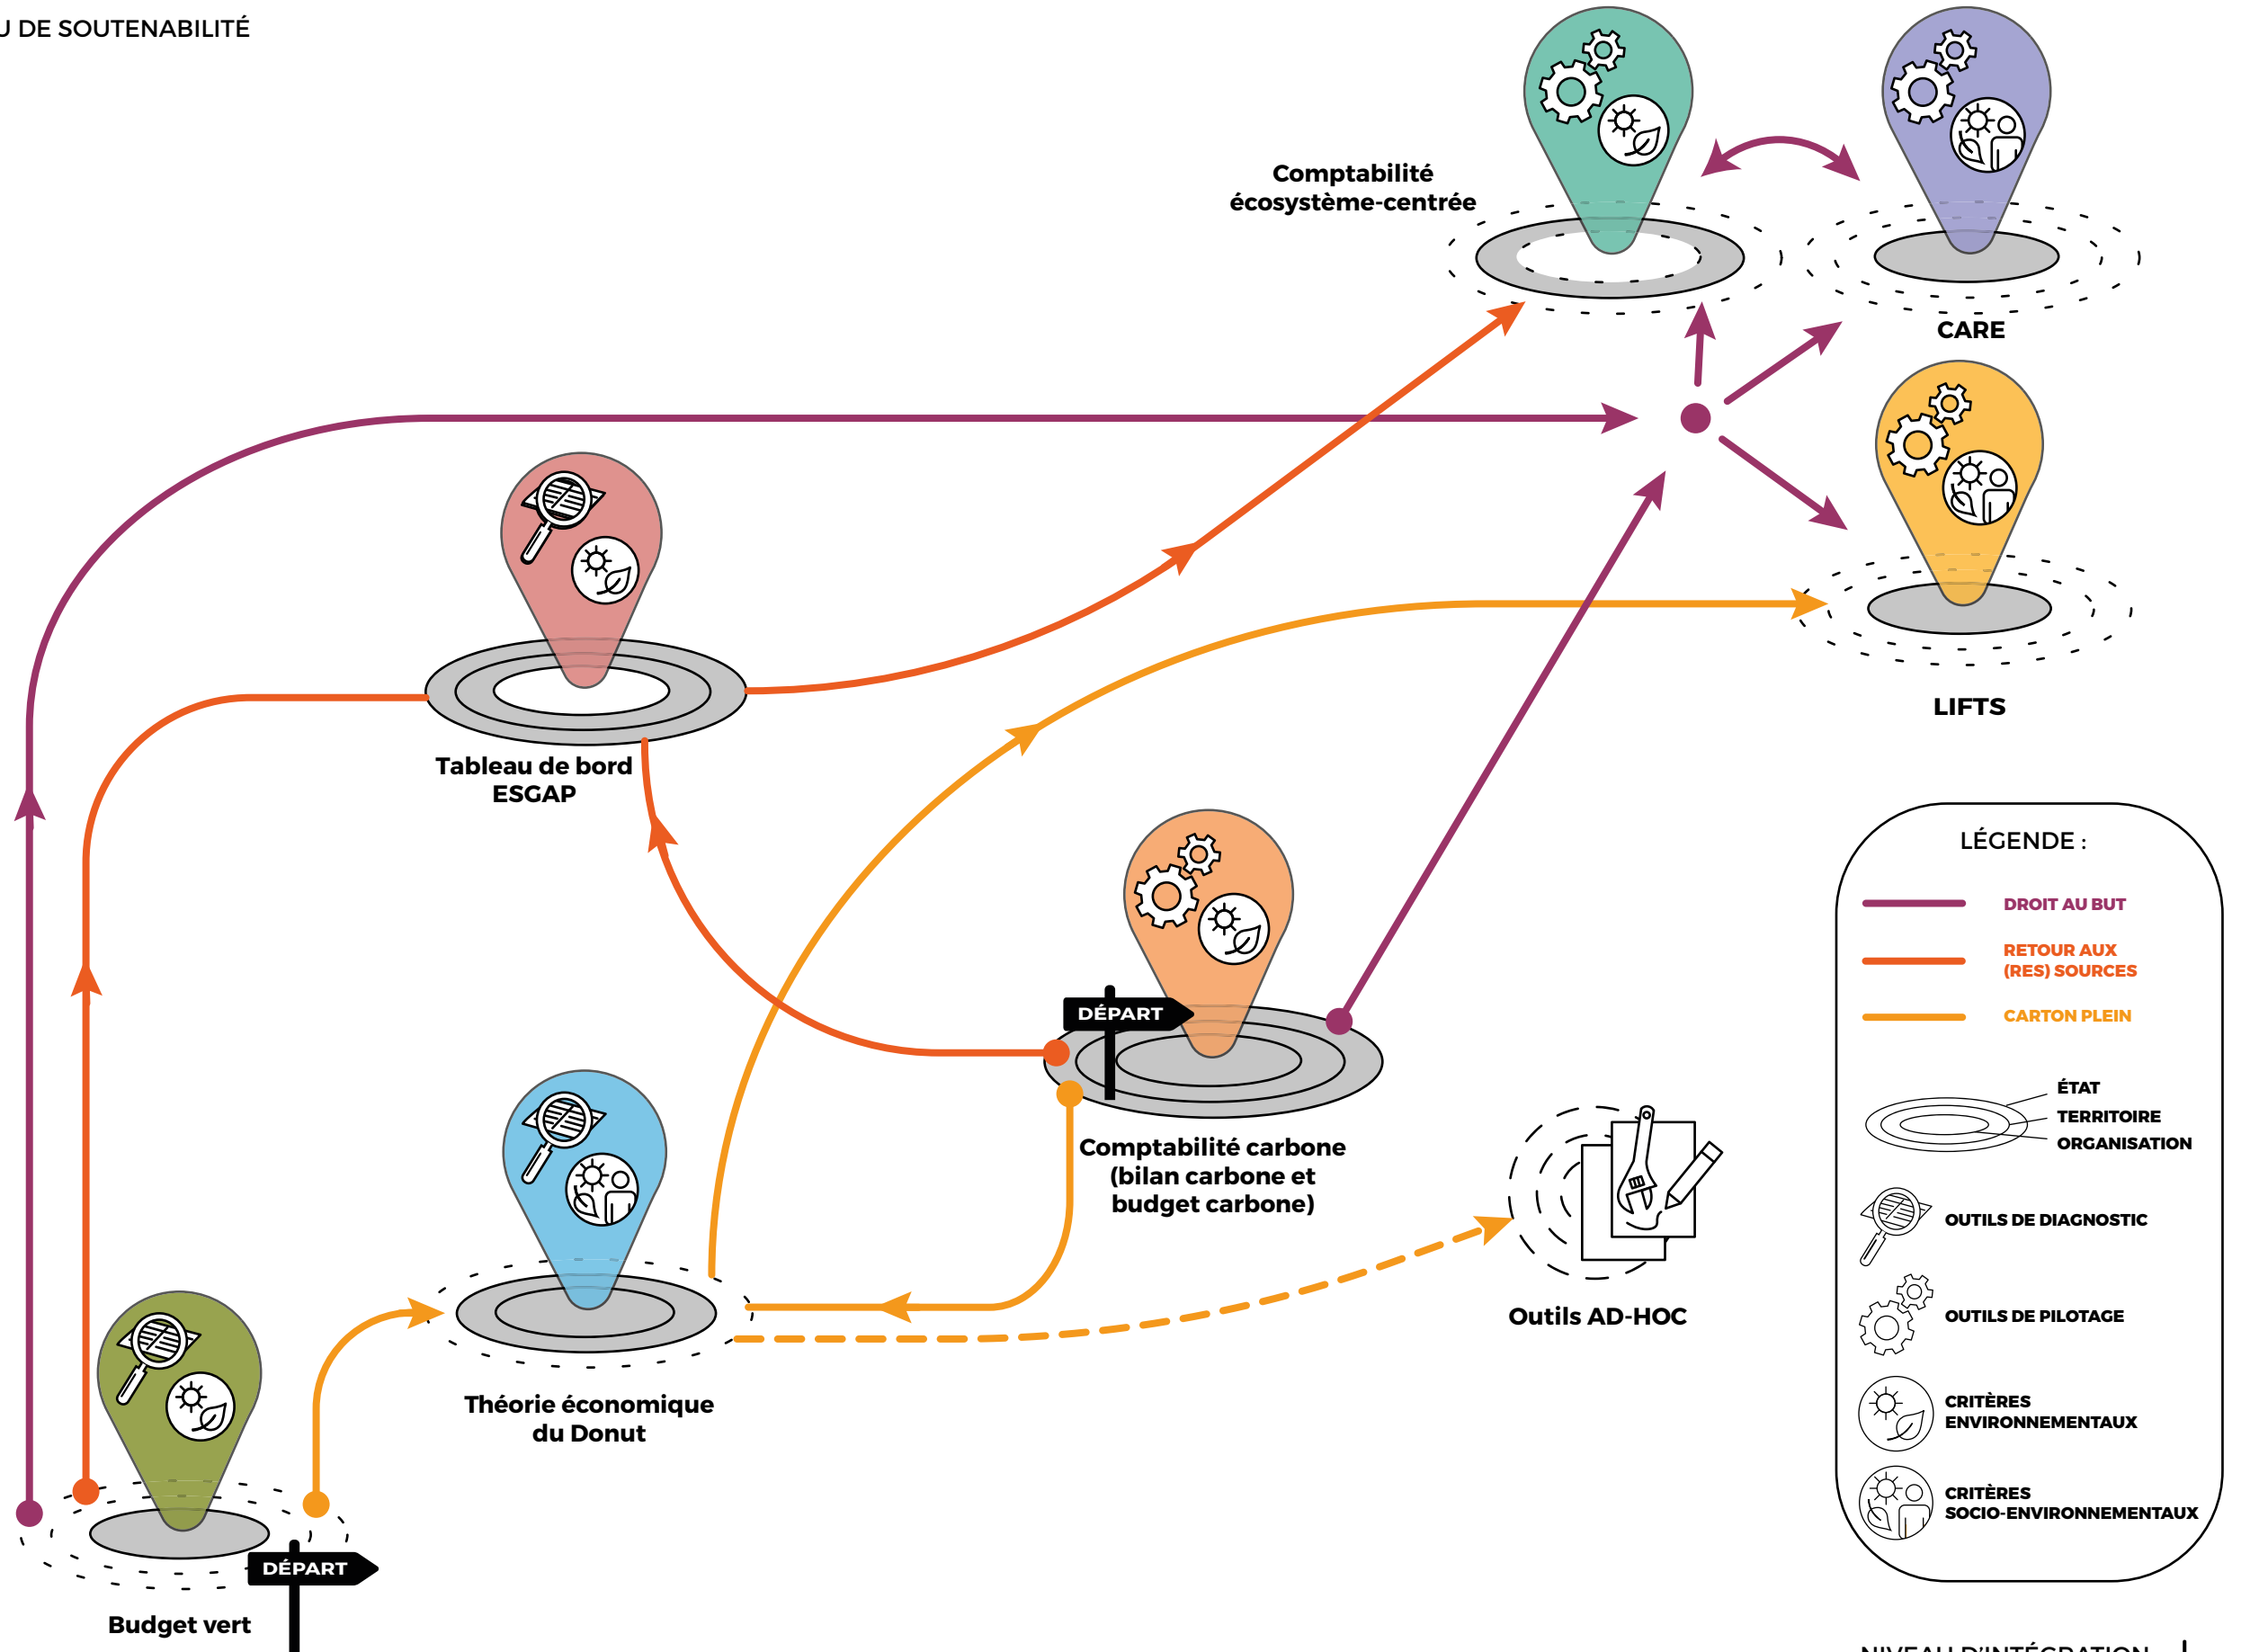 DE SOUTENABILITÉ
Comptabilité
écosystème-centrée
CARE
LIFTS
Tableau de bord
ESGAP
DÉPART
Comptabilité carbone
(bilan carbone et
budget carbone)
Outils AD-HOC
Théorie économique
du Donut
DÉPART
Budget vert
LÉGENDE :
DROIT AU BUT
RETOUR AUX
(RES) SOURCES
CARTON PLEIN
ÉTAT
TERRITOIRE
ORGANISATION
OUTILS DE DIAGNOSTIC
OUTILS DE PILOTAGE
CRITÈRES
ENVIRONNEMENTAUX
CRITÈRES
SOCIO-ENVIRONNEMENTAUX
NIVEAU D'INTÉGRATION